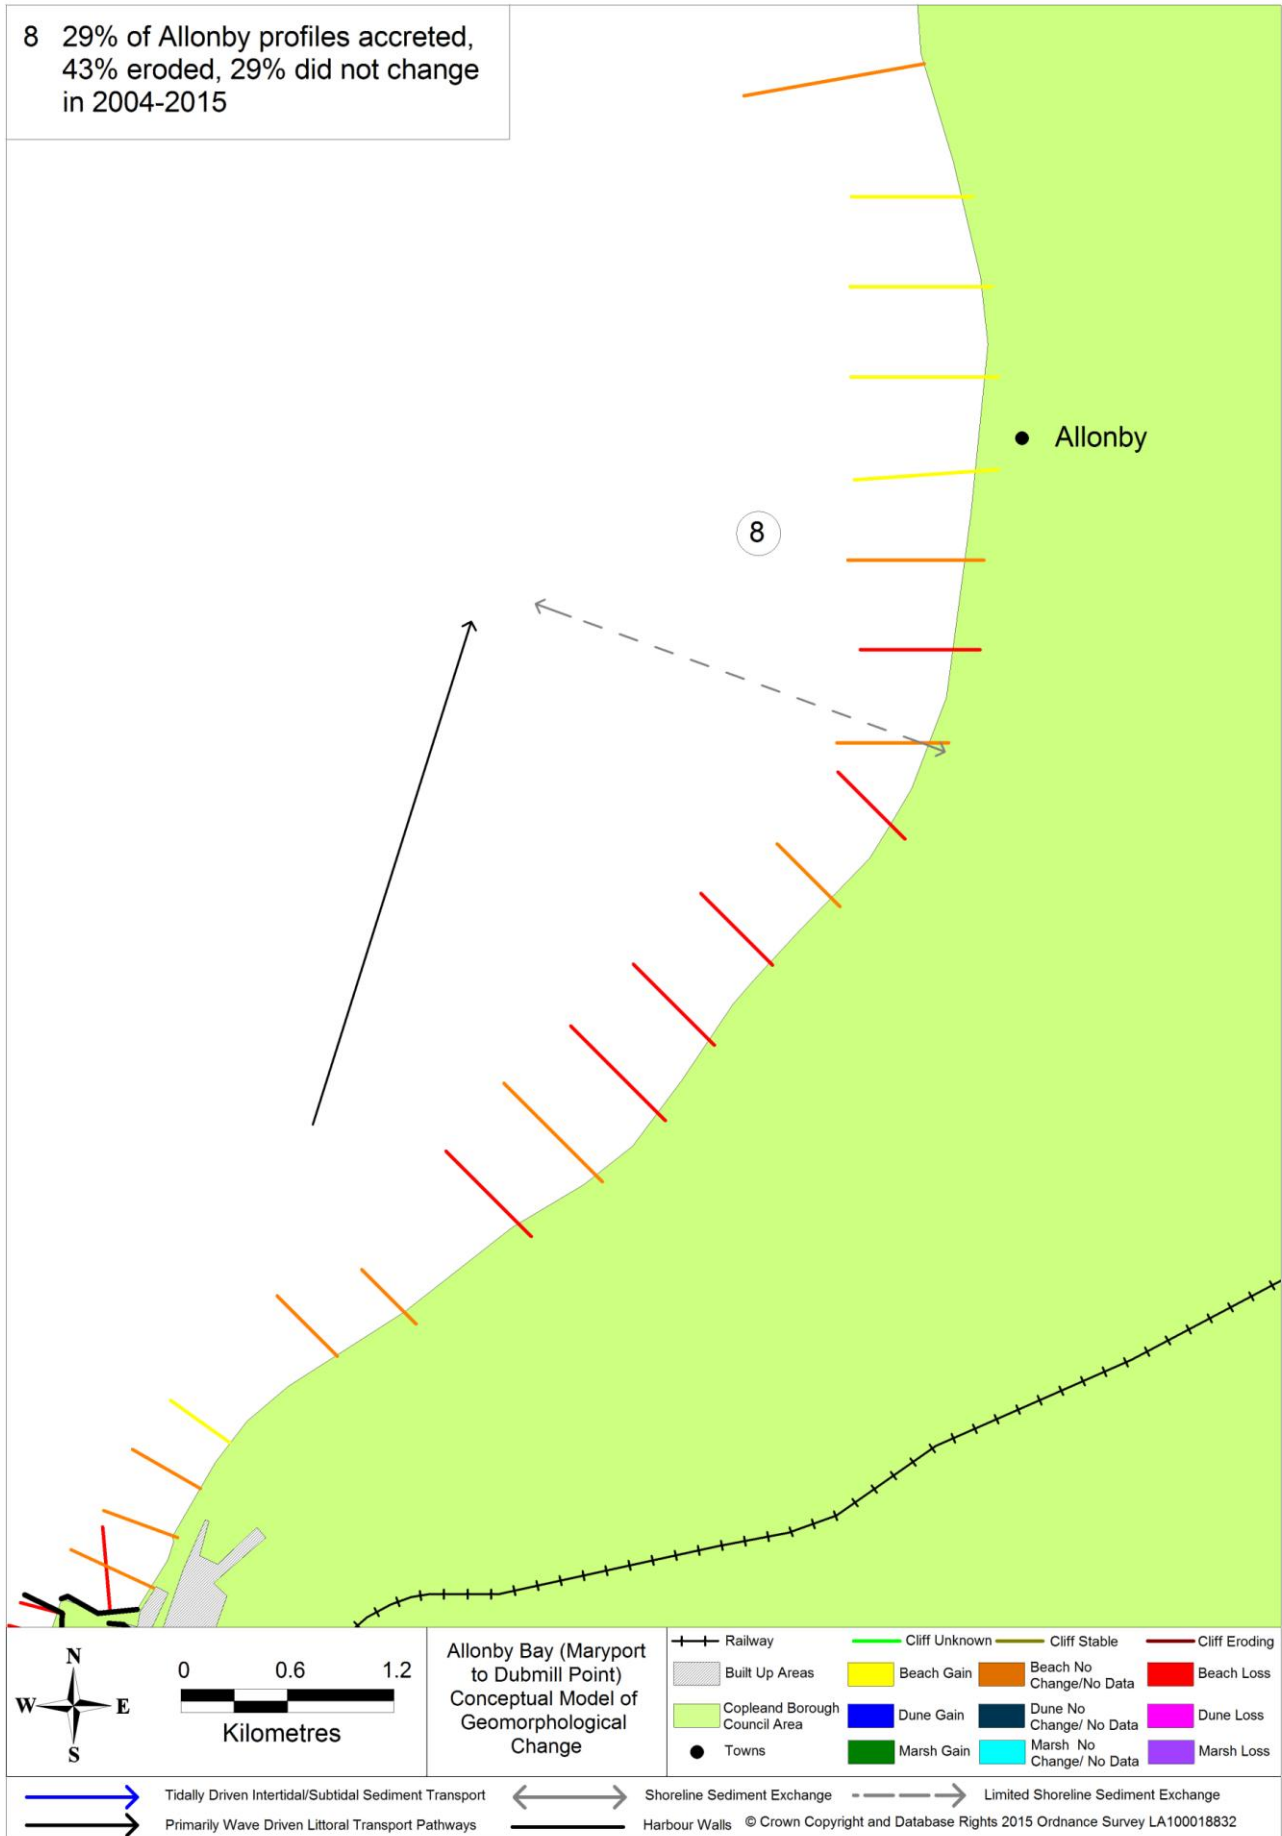 8 29% of Allonby profiles accreted,
43% eroded, 29% did not change
in 2004-2015
Allonby
8
N
W E
S
0 0.6 1.2
Kilometres
Allonby Bay (Maryport
to Dubmill Point)
Conceptual Model of
Geomorphological
Change
Railway
Built Up Areas
Copleand Borough
Council Area
Towns
Cliff Unknown
Cliff Stable
Cliff Eroding
Beach Gain
Beach No
Change/No Data
Beach Loss
Dune Gain
Dune No
Change/ No Data
Dune Loss
Marsh Gain
Marsh No
Change/ No Data
Marsh Loss
Tidally Driven Intertidal/Subtidal Sediment Transport
Shoreline Sediment Exchange
Limited Shoreline Sediment Exchange
Primarily Wave Driven Littoral Transport Pathways
Harbour Walls
© Crown Copyright and Database Rights 2015 Ordnance Survey LA100018832